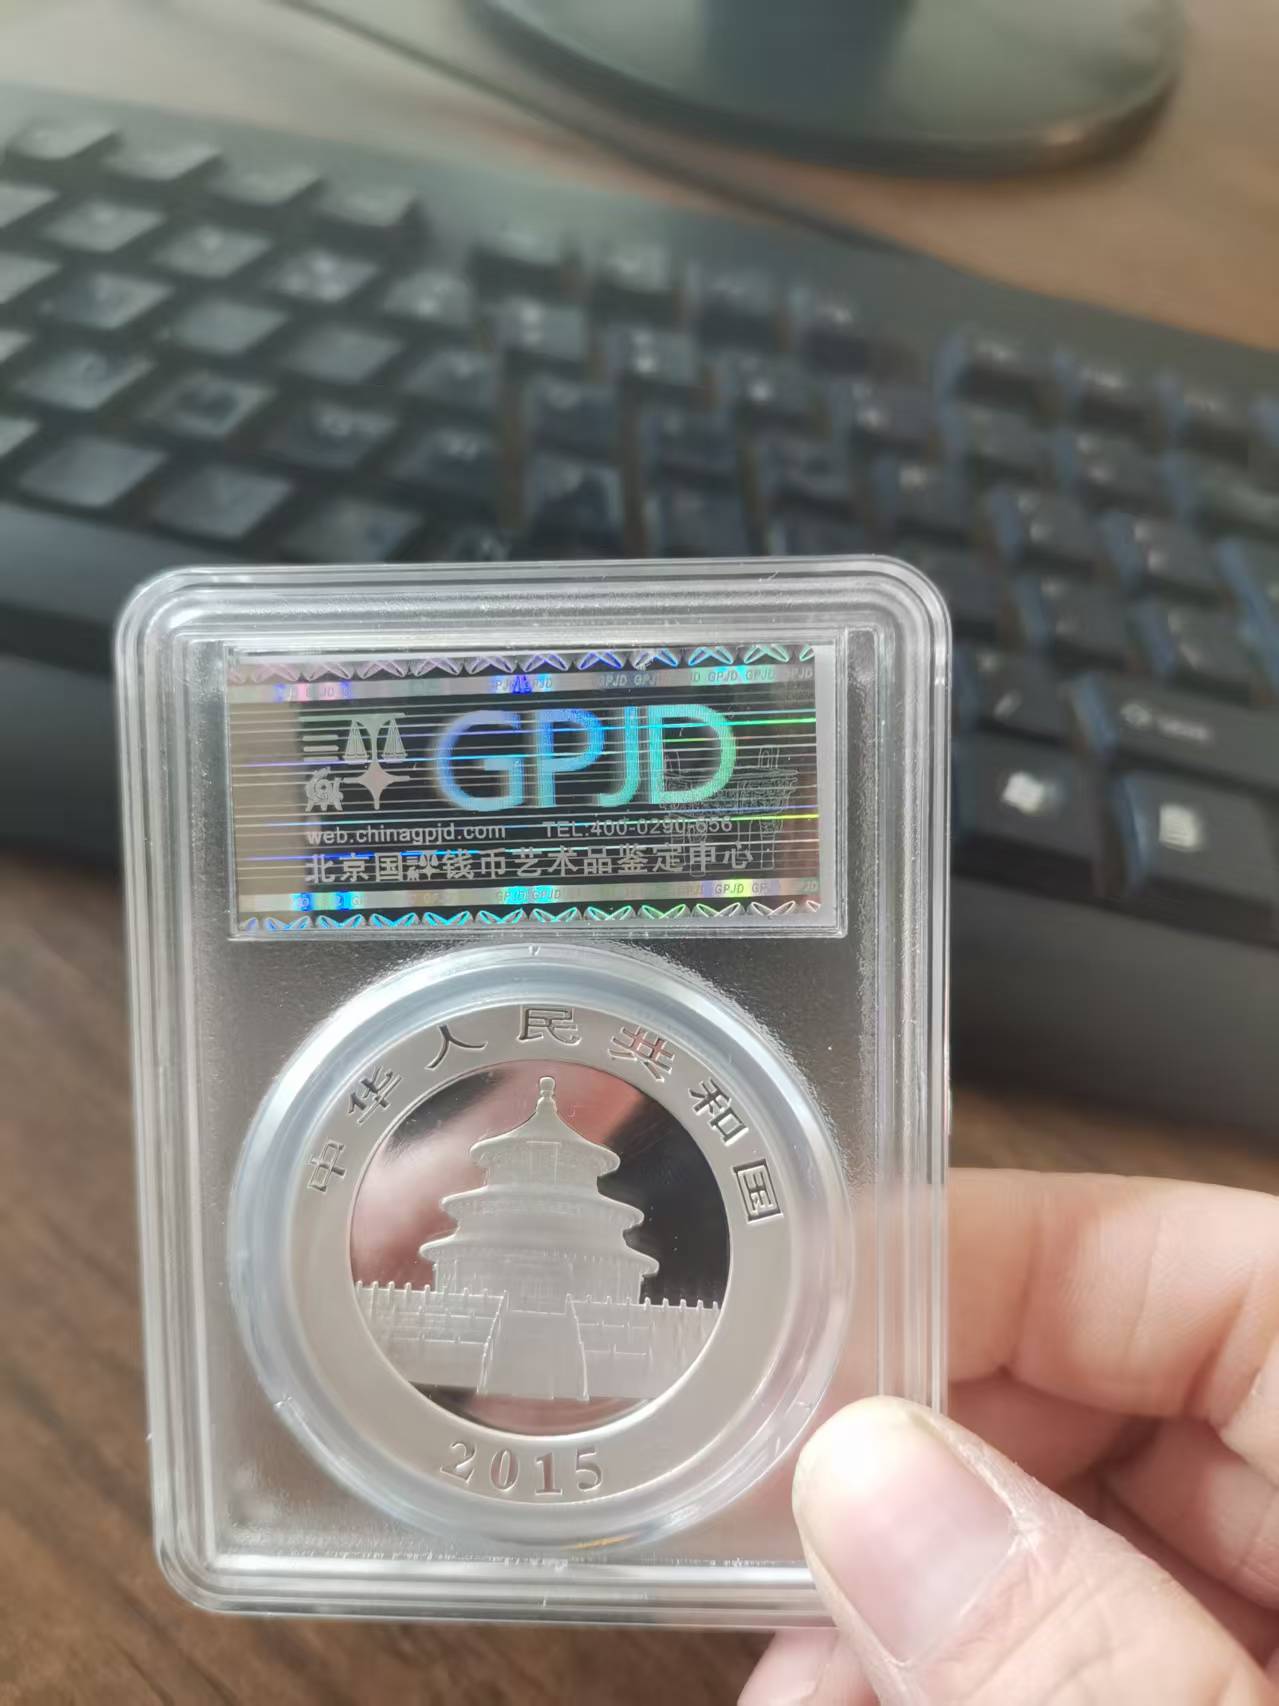 GPJD
web.chinagpjd.com TEL:400-0290-656
北京国鉴钱币艺术品鉴定中心
中华人民共和国
2015